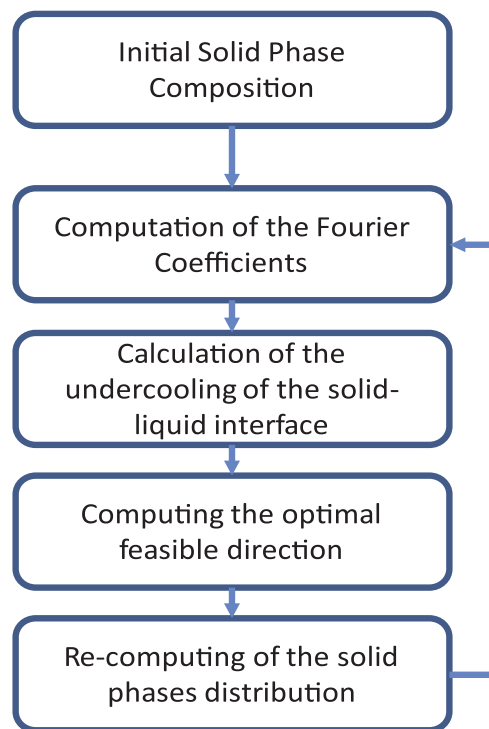 Initial Solid Phase
Composition
Computation of the Fourier
Coefficients
Calculation of the
undercooling of the solid-
liquid interface
Computing the optimal
feasible direction
Re-computing of the solid
phases distribution